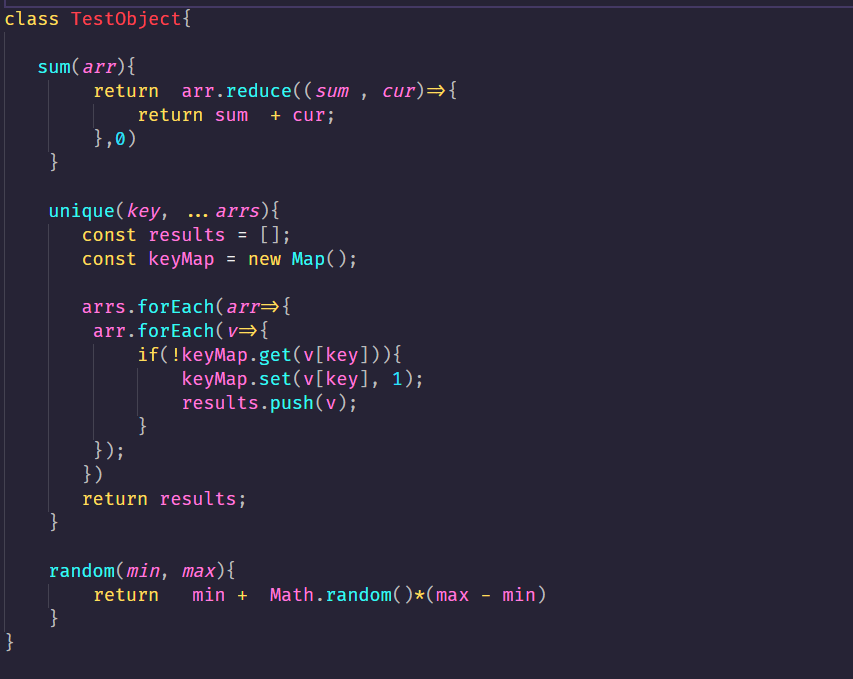 class TestObject{
sum(arr){
return  arr.reduce((sum , cur)=>{
return sum  + cur;
},0)
}
unique(key,  ...arrs){
const results = [];
const keyMap = new Map();
arrs.forEach(arr=>{
arr.forEach(v=>{
if(!keyMap.get(v[key])){
keyMap.set(v[key], 1);
results.push(v);
}
});
})
return results;
}
random(min, max){
return   min +  Math.random()*(max - min)
}
}